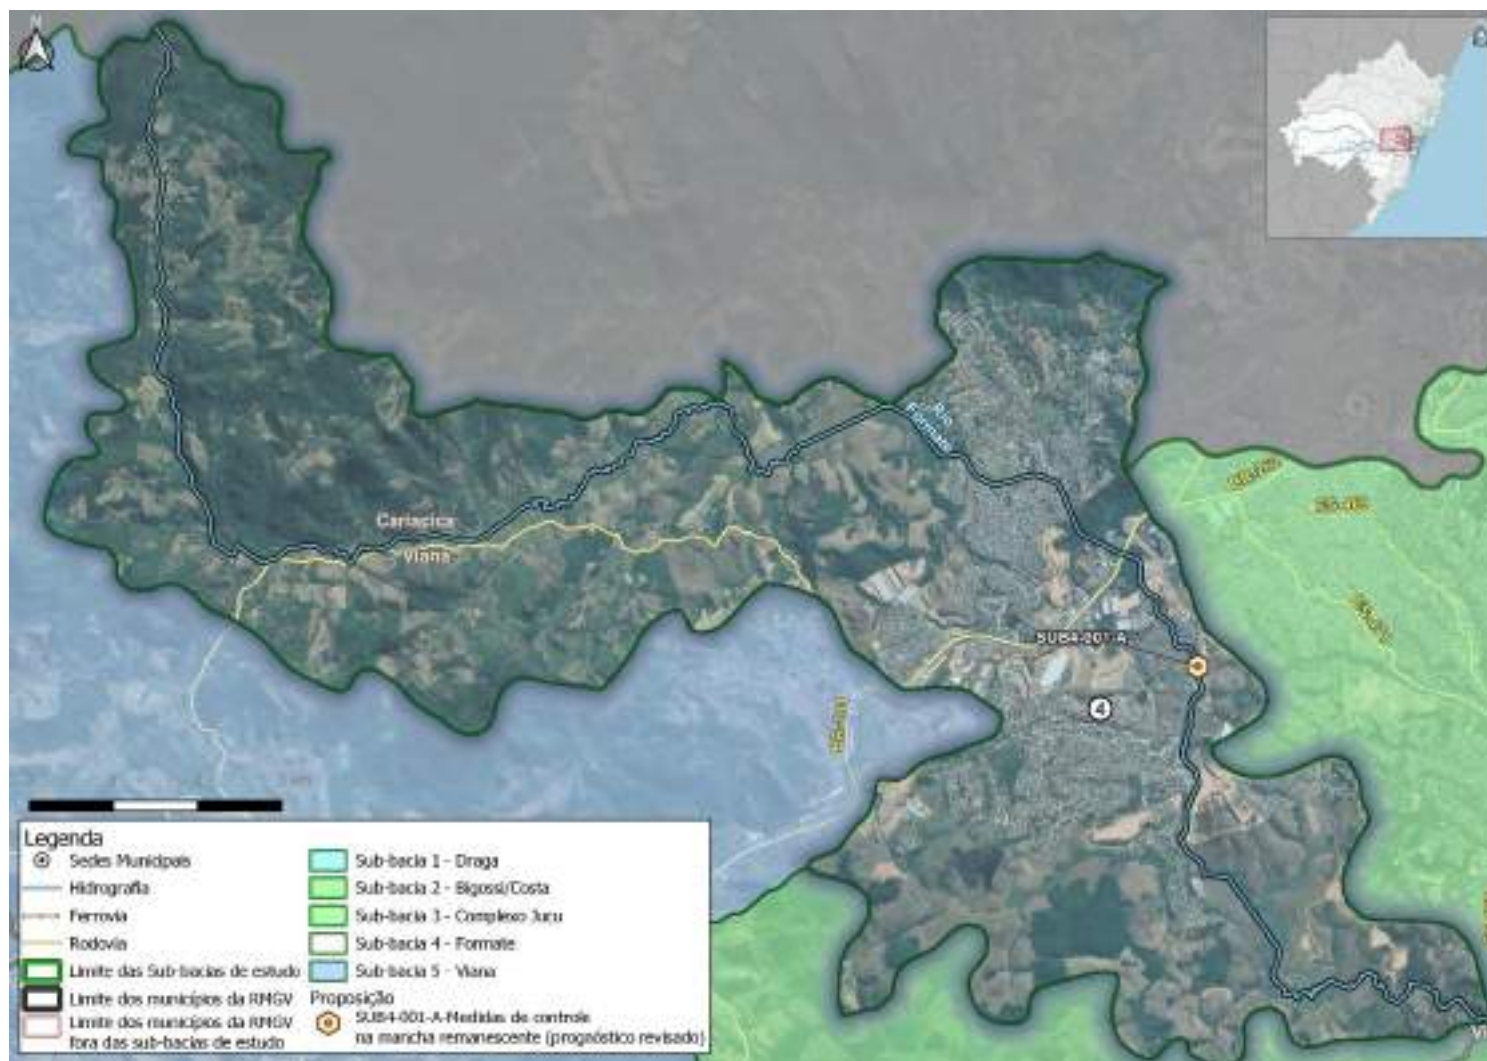 N
Rio
Formate
Cariacica
Viana
SUB4-001-A
4
Legenda
Sedes Municipais
Hidrografia
Ferrovia
Rodovia
Limite das Sub-bacias de estudo
Limite dos municípios da RMGV
Limite dos municípios da RMGV
fora das sub-bacias de estudo
Sub-bacia 1 - Draga
Sub-bacia 2 - Bigossi/Costa
Sub-bacia 3 - Complexo Jucu
Sub-bacia 4 - Formate
Sub-bacia 5 - Viana
Proposição
SUB4-001-A-Medidas de controle
na mancha remanescente (prognóstico revisado)